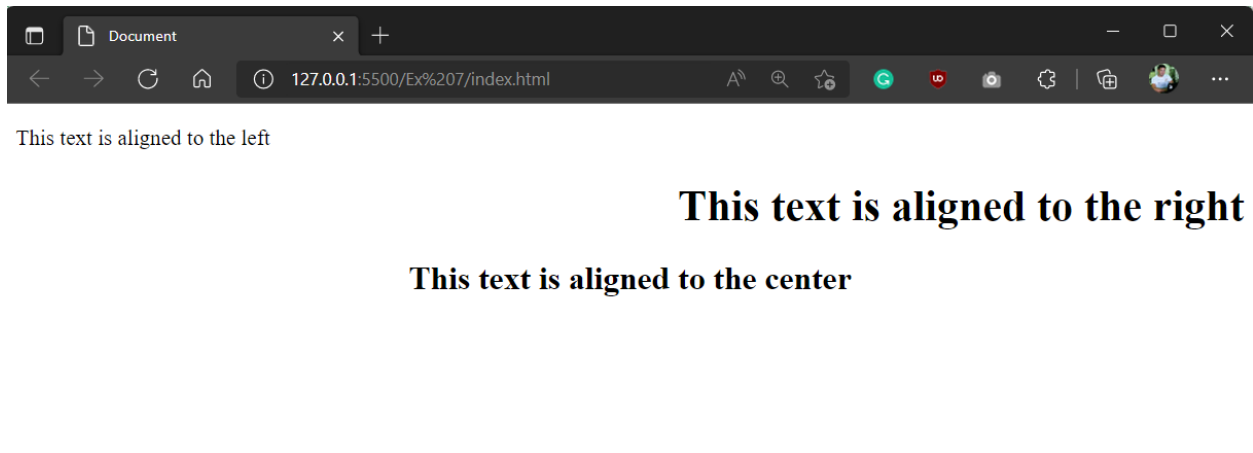 Document
127.0.0.1:5500/Ex%207/index.html
This text is aligned to the left
This text is aligned to the right
This text is aligned to the center